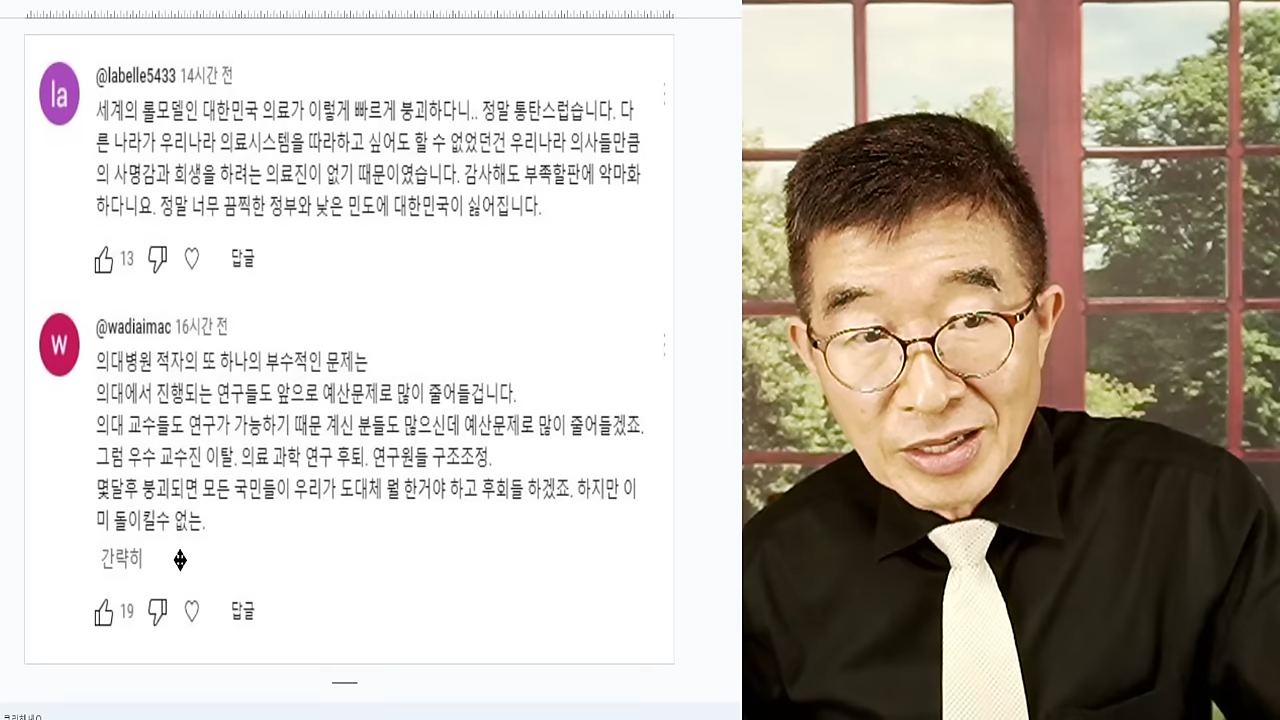 la
@labelle5433 14시간 전
세계의 롤모델인 대한민국 의료가 이렇게 빠르게 붕괴하다니.. 정말 통탄스럽습니다. 다
른 나라가 우리나라 의료시스템을 따라하고 싶어도 할 수 없었던건 우리나라 의사들만큼
의 사명감과 희생을 하려는 의료진이 없기 때문이였습니다. 감사해도 부족할판에 악마화
하다니요. 정말 너무 끔찍한 정부와 낮은 민도에 대한민국이 싫어집니다.
13 답글
w
@wadiaimac 16시간 전
의대병원 적자의 또 하나의 부수적인 문제는
의대에서 진행되는 연구들도 앞으로 예산문제로 많이 줄어들겁니다.
의대 교수들도 연구가 가능하기 때문 계신 분들도 많으신데 예산문제로 많이 줄어들겠죠.
그럼 우수 교수진 이탈. 의료 과학 연구 후퇴. 연구원들 구조조정.
몇달후 붕괴되면 모든 국민들이 우리가 도대체 뭘 한거야 하고 후회들 하겠죠. 하지만 이
미 돌이킬수 없는.
간략히
19 답글